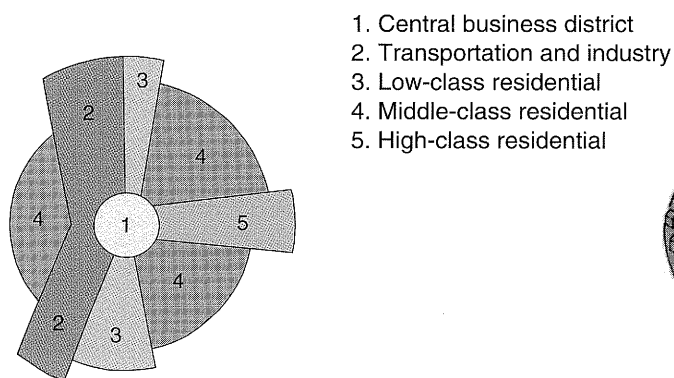 1. Central business district
2. Transportation and industry
3. Low-class residential
4. Middle-class residential
5. High-class residential
3
2
4
4
1
5
4
2
3